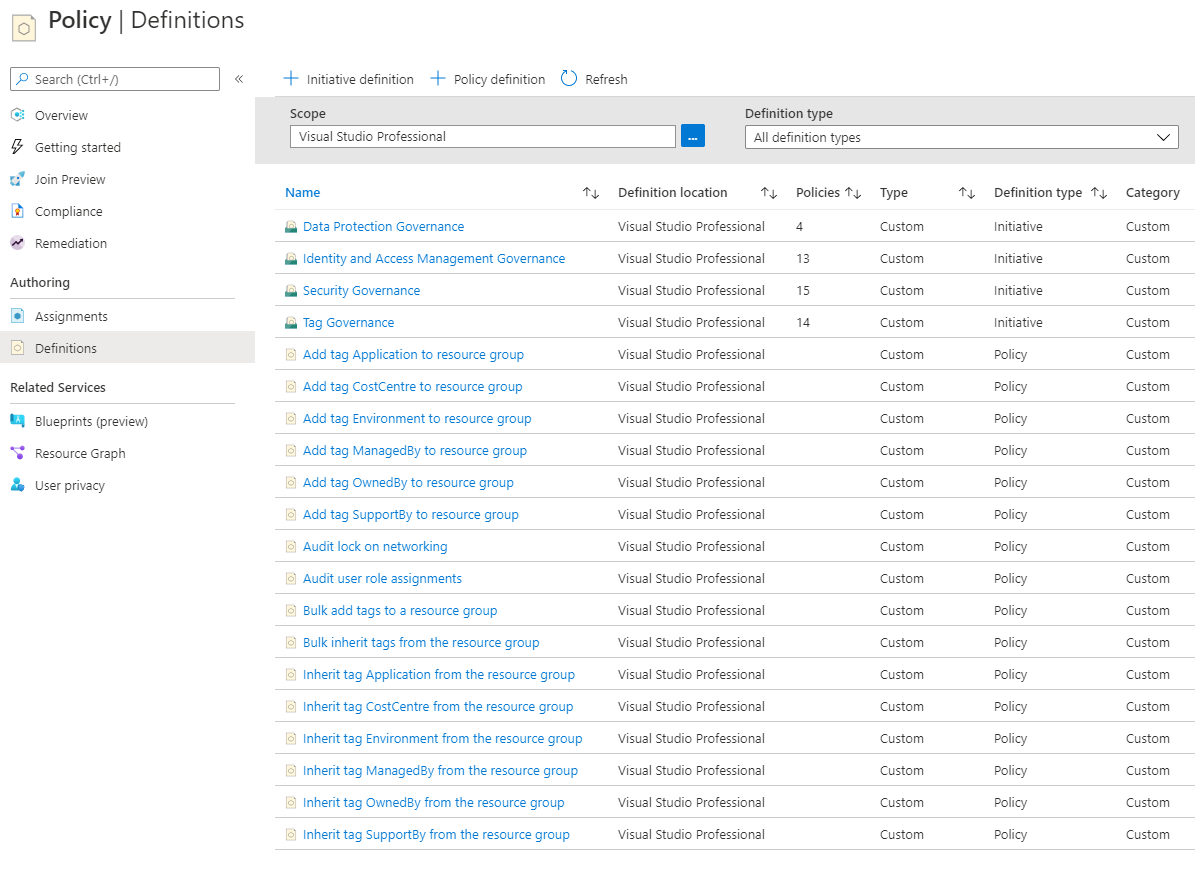 Policy | Definitions
Search (Ctrl+/)
«
Overview
Getting started
Join Preview
Compliance
Remediation
Authoring
Assignments
Definitions
Related Services
Blueprints (preview)
Resource Graph
User privacy
Initiative definition Policy definition Refresh
Scope Definition type
Visual Studio Professional ... All definition types
Name Definition location Policies Type Definition type Category
Data Protection Governance Visual Studio Professional 4 Custom Initiative Custom
Identity and Access Management Governance Visual Studio Professional 13 Custom Initiative Custom
Security Governance Visual Studio Professional 15 Custom Initiative Custom
Tag Governance Visual Studio Professional 14 Custom Initiative Custom
Add tag Application to resource group Visual Studio Professional Custom Policy Custom
Add tag CostCentre to resource group Visual Studio Professional Custom Policy Custom
Add tag Environment to resource group Visual Studio Professional Custom Policy Custom
Add tag ManagedBy to resource group Visual Studio Professional Custom Policy Custom
Add tag OwnedBy to resource group Visual Studio Professional Custom Policy Custom
Add tag SupportBy to resource group Visual Studio Professional Custom Policy Custom
Audit lock on networking Visual Studio Professional Custom Policy Custom
Audit user role assignments Visual Studio Professional Custom Policy Custom
Bulk add tags to a resource group Visual Studio Professional Custom Policy Custom
Bulk inherit tags from the resource group Visual Studio Professional Custom Policy Custom
Inherit tag Application from the resource group Visual Studio Professional Custom Policy Custom
Inherit tag CostCentre from the resource group Visual Studio Professional Custom Policy Custom
Inherit tag Environment from the resource group Visual Studio Professional Custom Policy Custom
Inherit tag ManagedBy from the resource group Visual Studio Professional Custom Policy Custom
Inherit tag OwnedBy from the resource group Visual Studio Professional Custom Policy Custom
Inherit tag SupportBy from the resource group Visual Studio Professional Custom Policy Custom